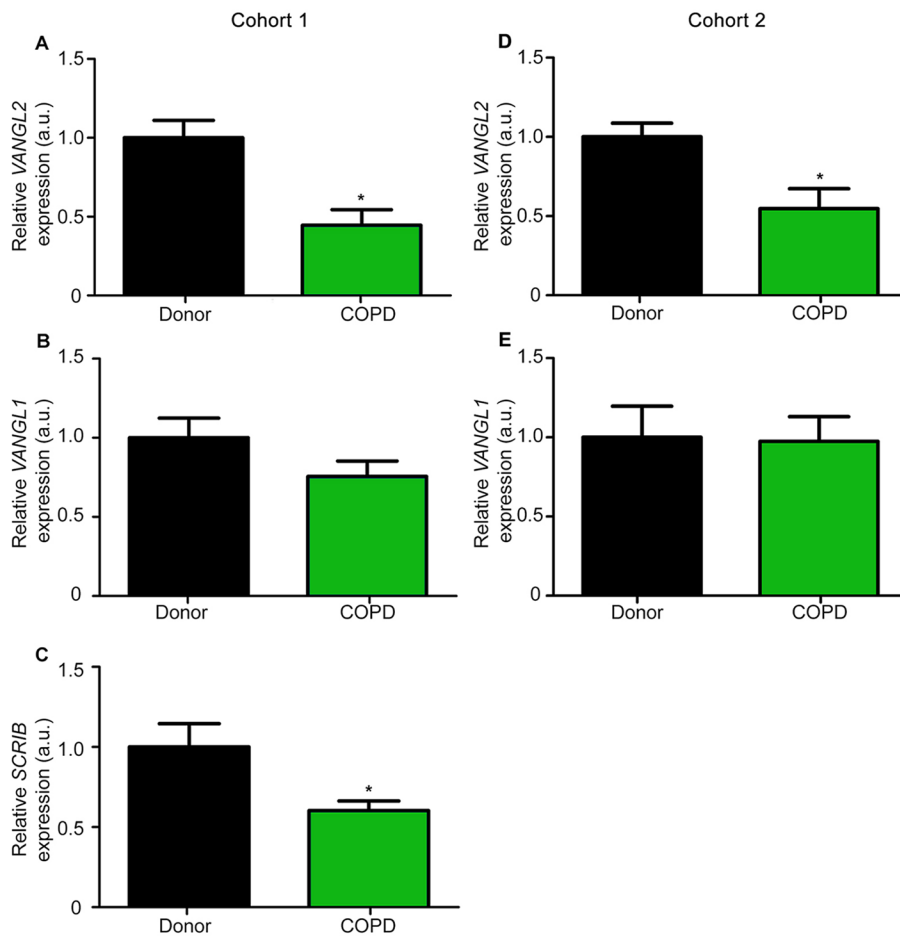 Cohort 1
Cohort 2
A
Relative VANGL2
expression (a.u.)
1.5
1.0
0.5
0
*
Donor
COPD
D
Relative VANGL2
expression (a.u.)
1.5
1.0
0.5
0
*
Donor
COPD
B
Relative VANGL1
expression (a.u.)
1.5
1.0
0.5
0
Donor
COPD
E
Relative VANGL1
expression (a.u.)
1.5
1.0
0.5
0
Donor
COPD
C
Relative SCRIB
expression (a.u.)
1.5
1.0
0.5
0
*
Donor
COPD